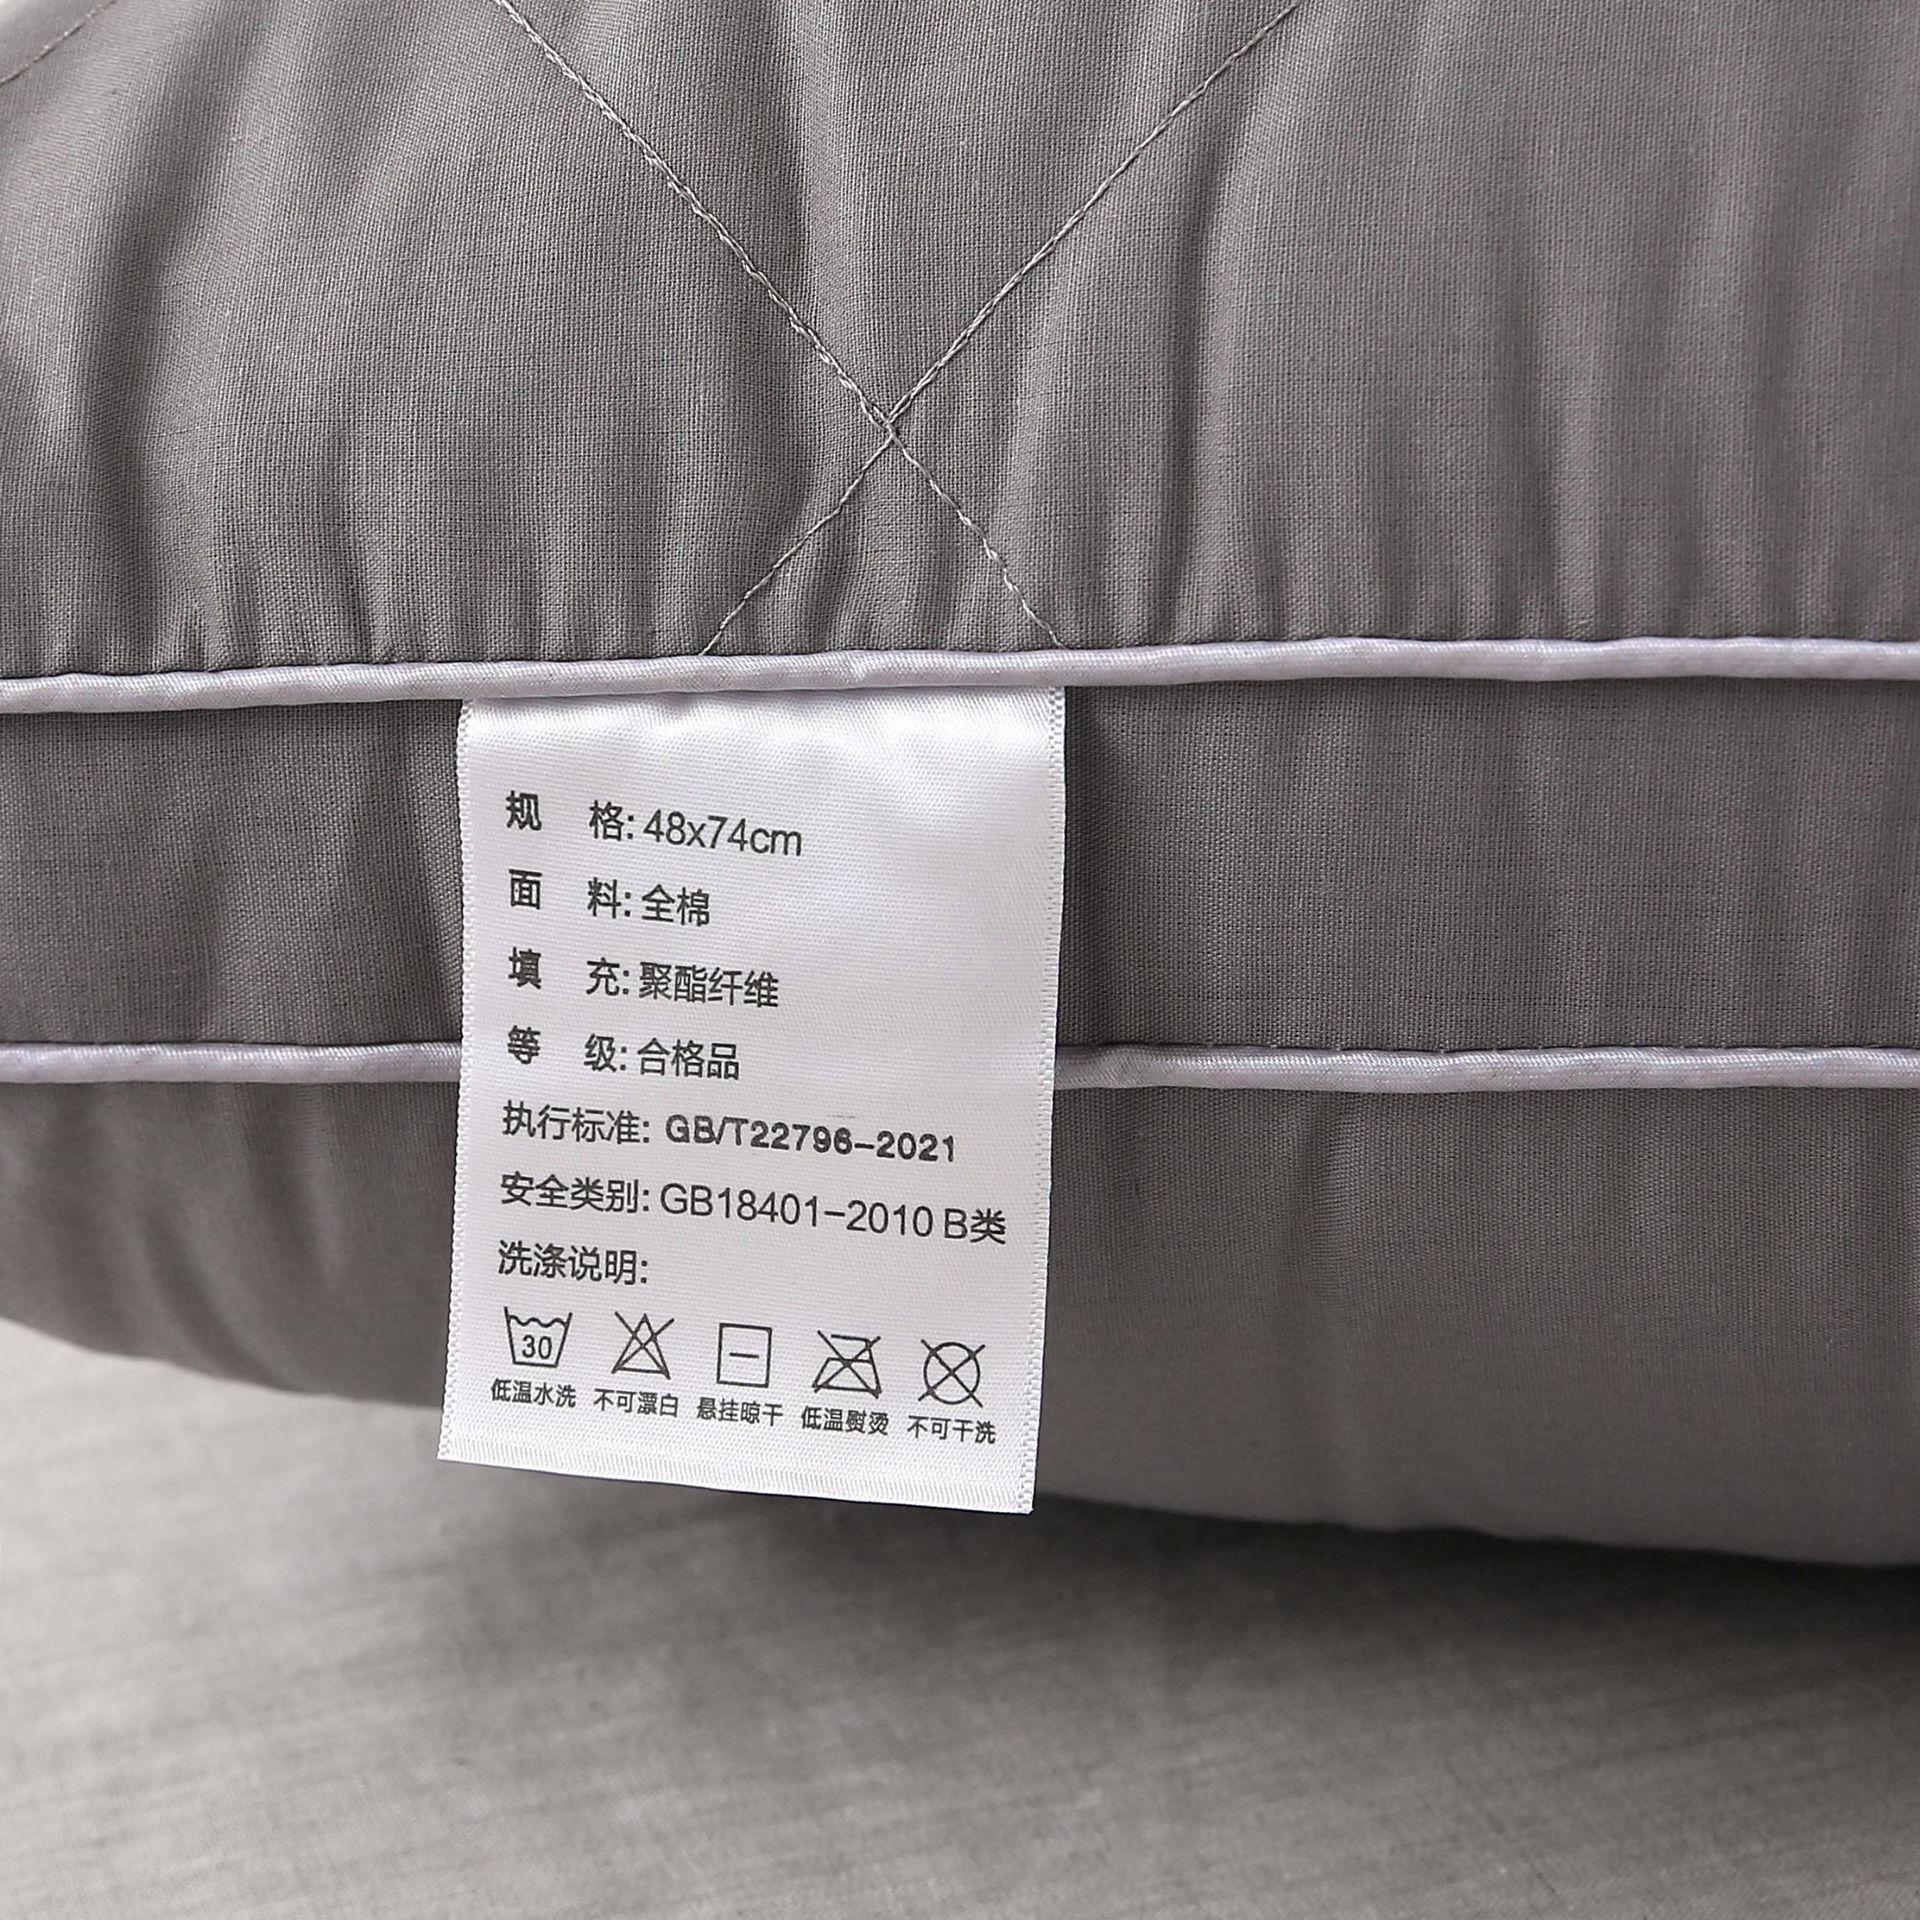 规 格: 48x74cm
面 料: 全棉
填 充: 聚酯纤维
等 级: 合格品
执行标准: GB/T22796-2021
安全类别: GB18401-2010 B类
洗涤说明:
30
低温水洗 不可漂白 悬挂晾干 低温熨烫 不可干洗